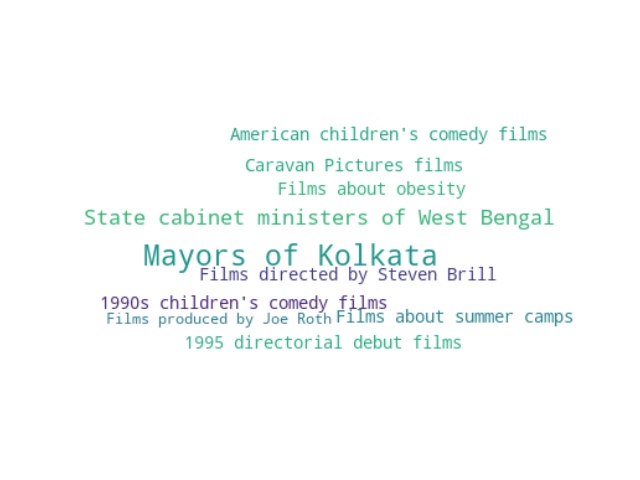 American children's comedy films
Caravan Pictures films
Films about obesity
State cabinet ministers of West Bengal
Mayors of Kolkata
Films directed by Steven Brill
1990s children's comedy films
Films produced by Joe Roth
Films about summer camps
1995 directorial debut films